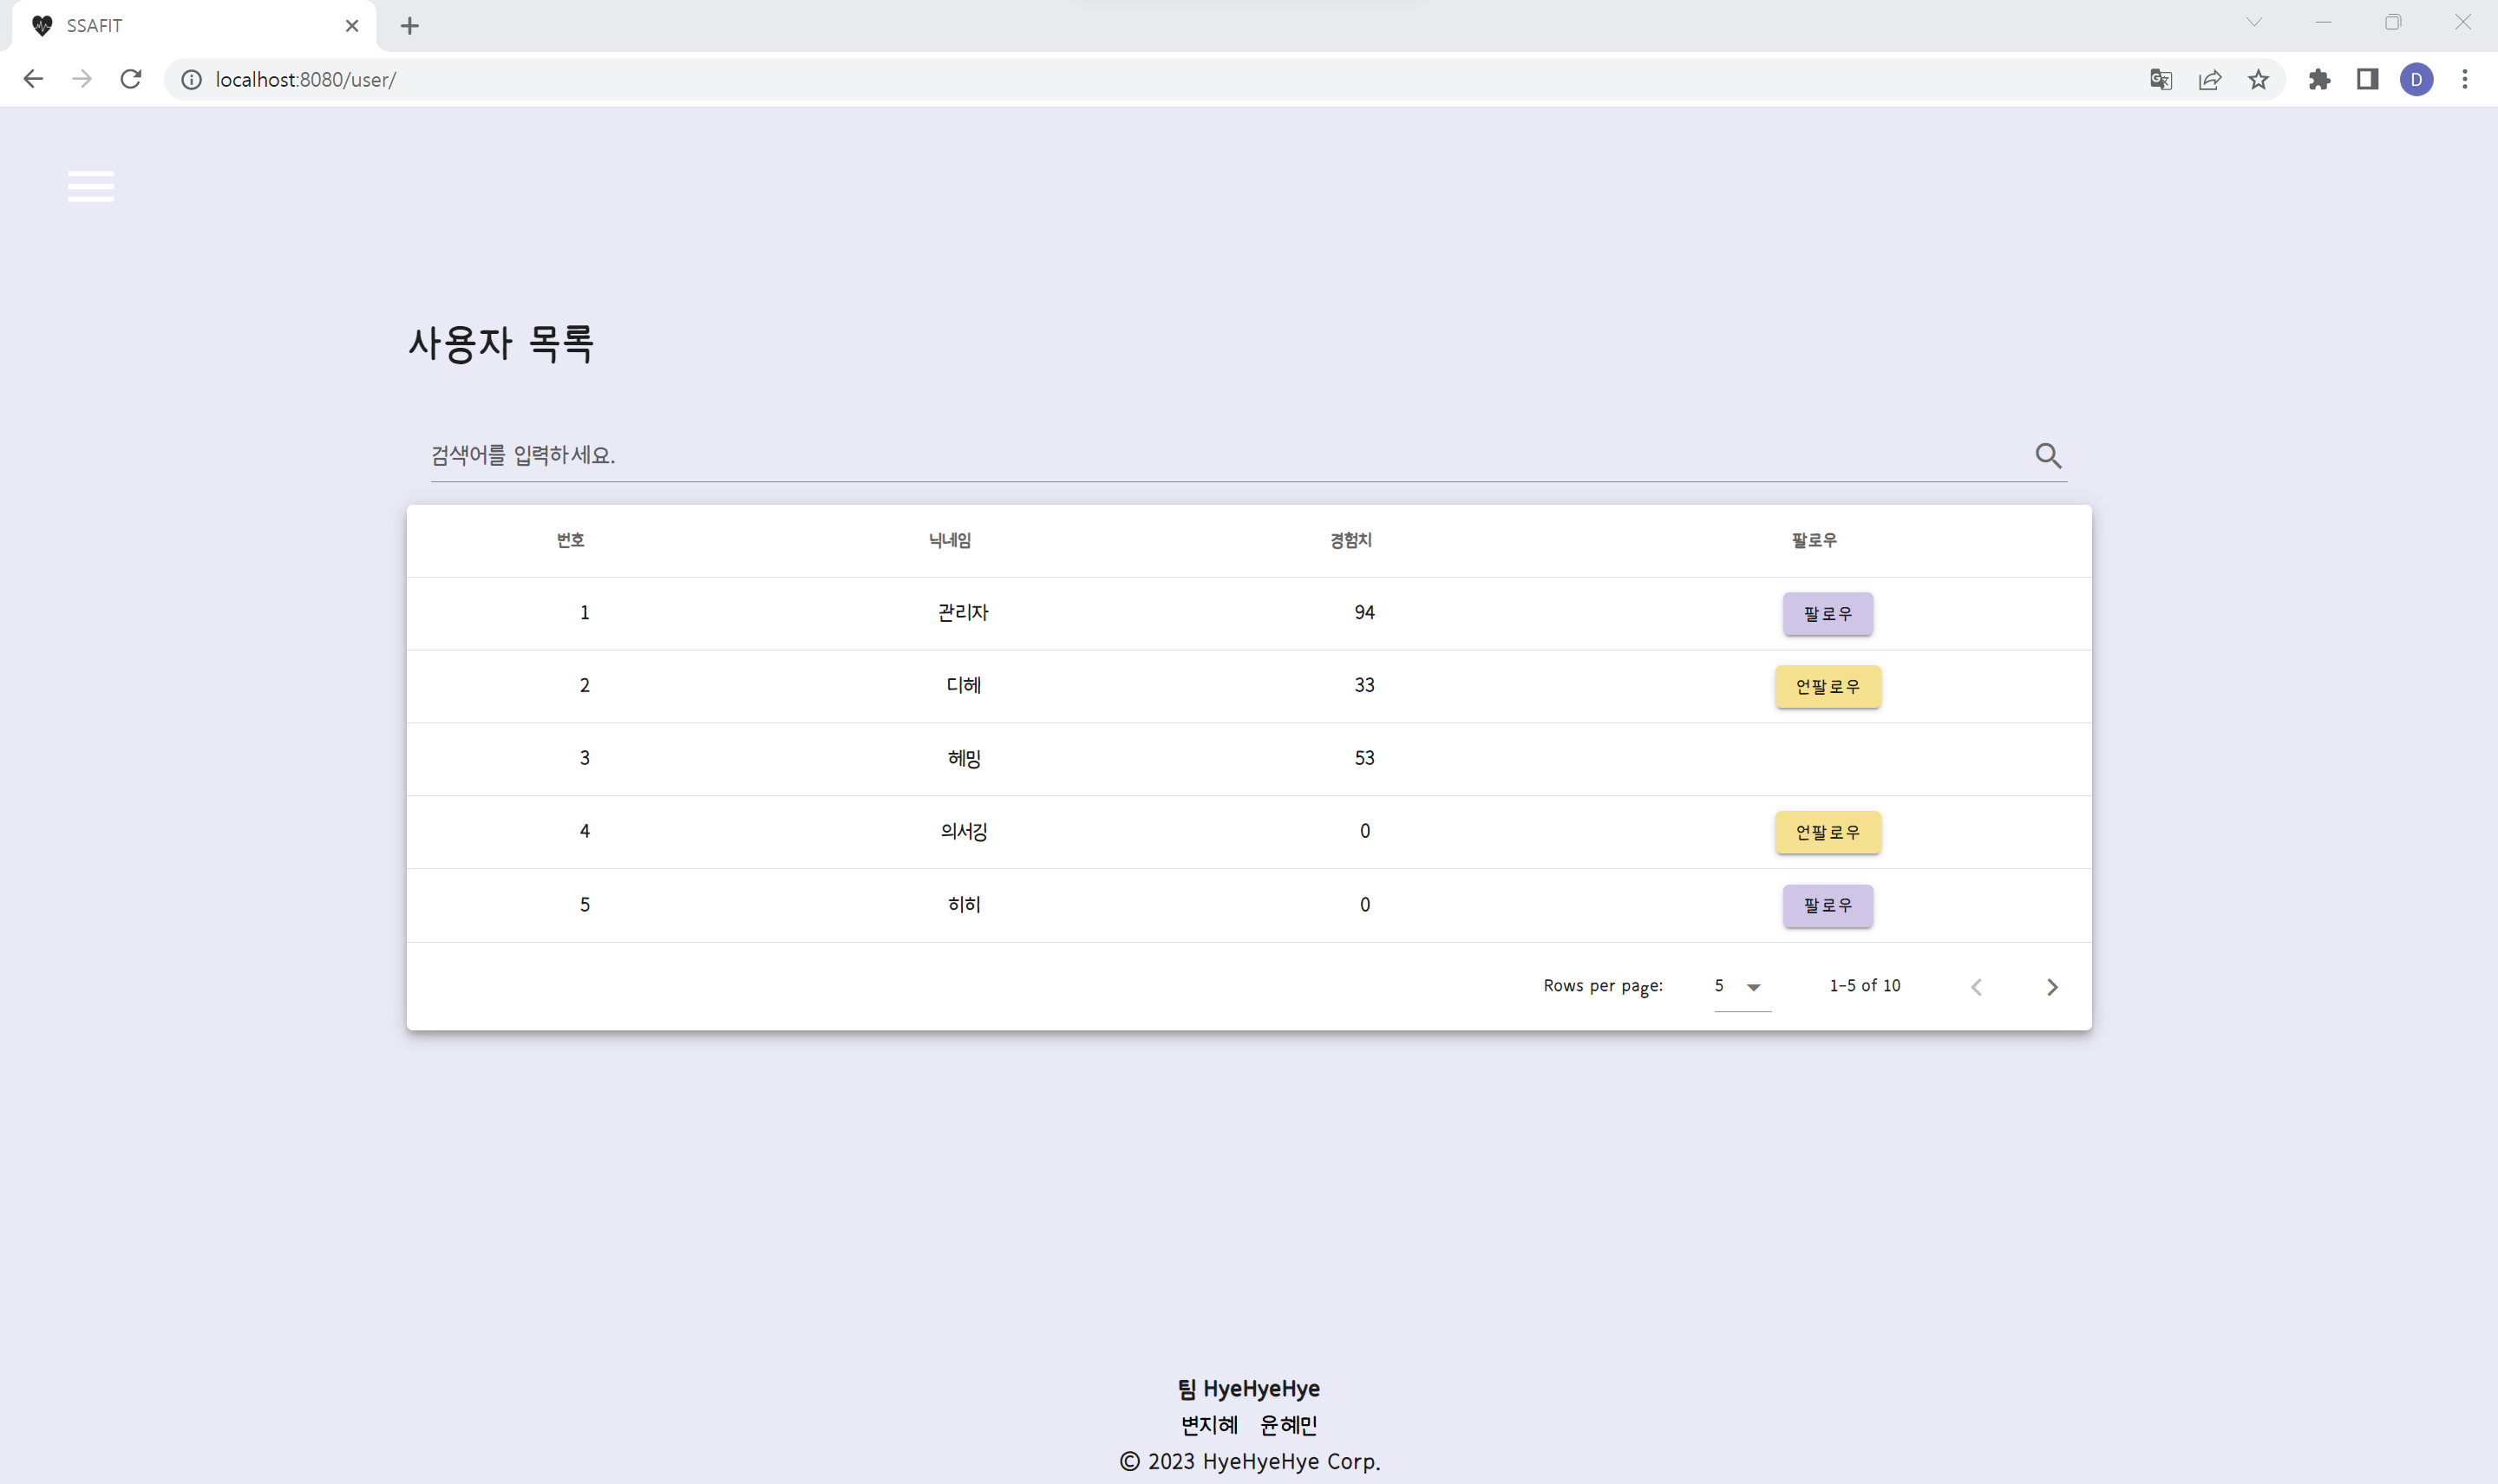 SSAFIT
localhost:8080/user/
D
사용자 목록
검색어를 입력하세요.
번호 닉네임 경험치 팔로우
1 관리자 94 팔로우
2 디헤 33 언팔로우
3 헤밍 53
4 의서깅 0 언팔로우
5 히히 0 팔로우
Rows per page: 5 1-5 of 10
팀 HyeHyeHye
변지혜 윤혜민
© 2023 HyeHyeHye Corp.